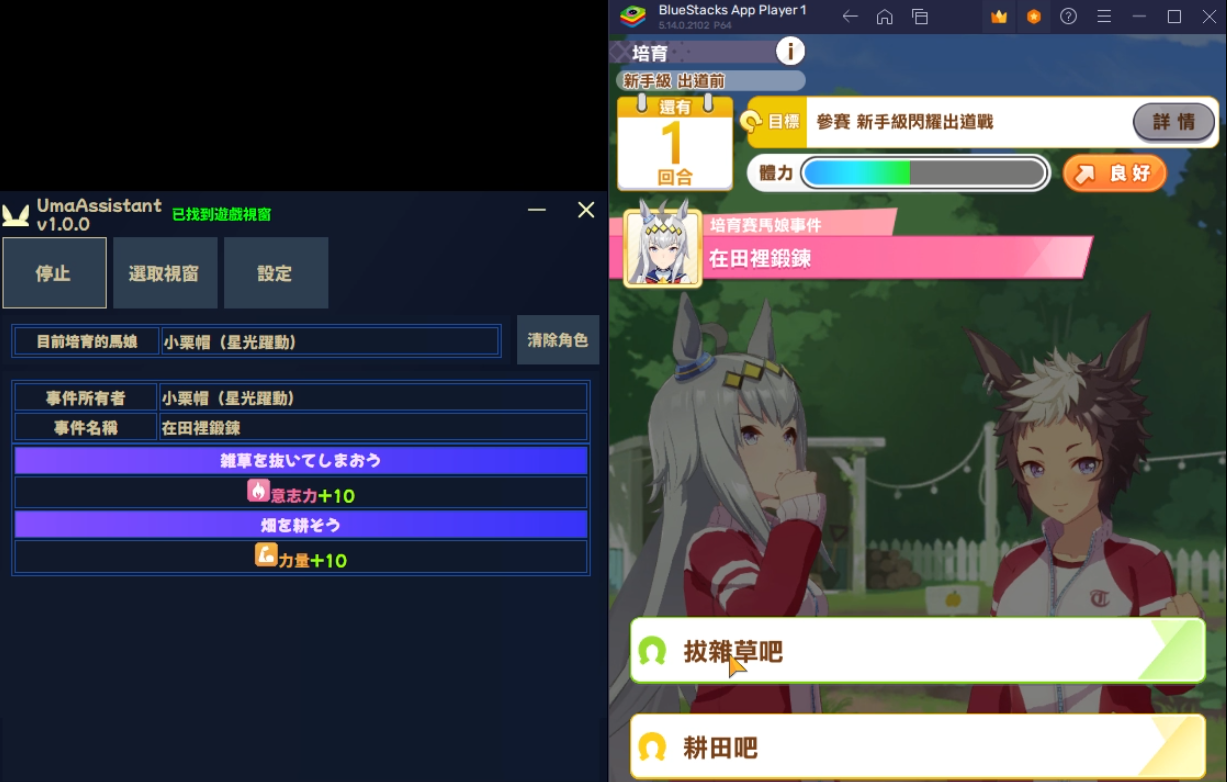 UmaAssistant
v1.0.0
已找到遊戲視窗
停止
選取視窗
設定
目前培育的馬娘
小栗帽（星光躍動）
清除角色
事件所有者
小栗帽（星光躍動）
事件名稱
在田裡鍛鍊
雑草を抜いてしまおう
意志力+10
畑を耕そう
力量+10
BlueStacks App Player 1
5.14.0.2102 P64
培育
i
新手級 出道前
還有
1
回合
目標
參賽 新手級閃耀出道戰
詳情
體力
良好
培育賽馬娘事件
在田裡鍛鍊
拔雜草吧
耕田吧